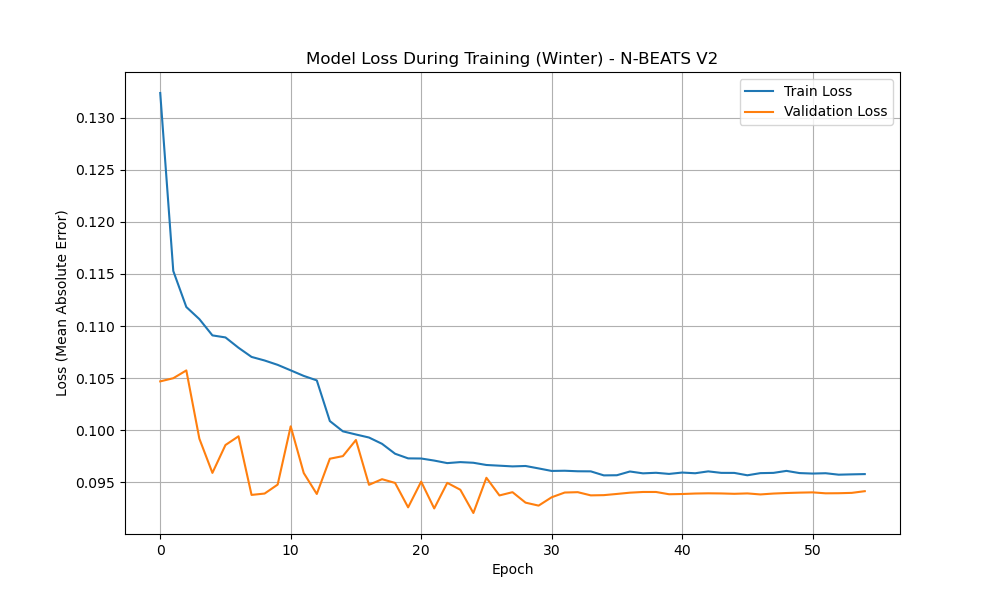 Model Loss During Training (Winter) - N-BEATS V2
Train Loss
Validation Loss
Loss (Mean Absolute Error)
0.130
0.125
0.120
0.115
0.110
0.105
0.100
0.095
0 10 20 30 40 50
Epoch